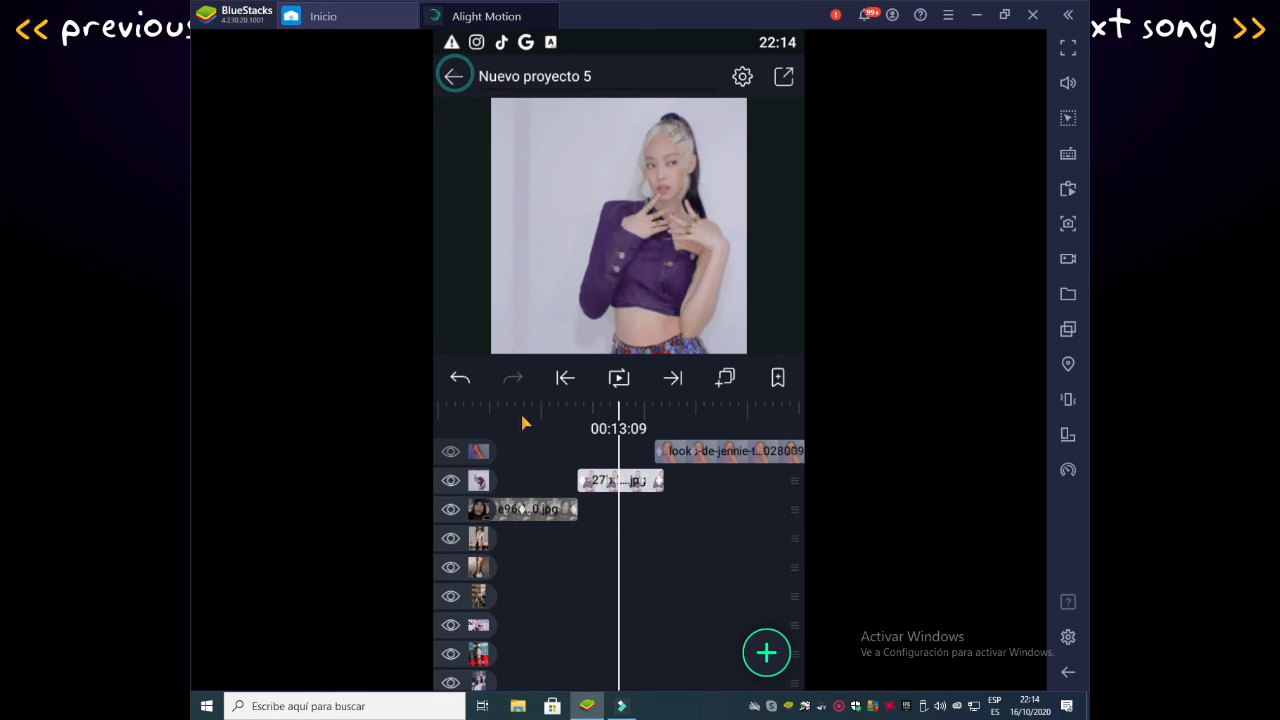 << previous
xt song >>
BlueStacks
4.230.20.1001
Inicio
Alight Motion
99+
22:14
Nuevo proyecto 5
00:13:09
look
-de-jennie-t...028009
27
....jpg
e96
...0.jpg
Activar Windows
Ve a Configuración para activar Windows.
Escribe aquí para buscar
ESP
ES
22:14
16/10/2020